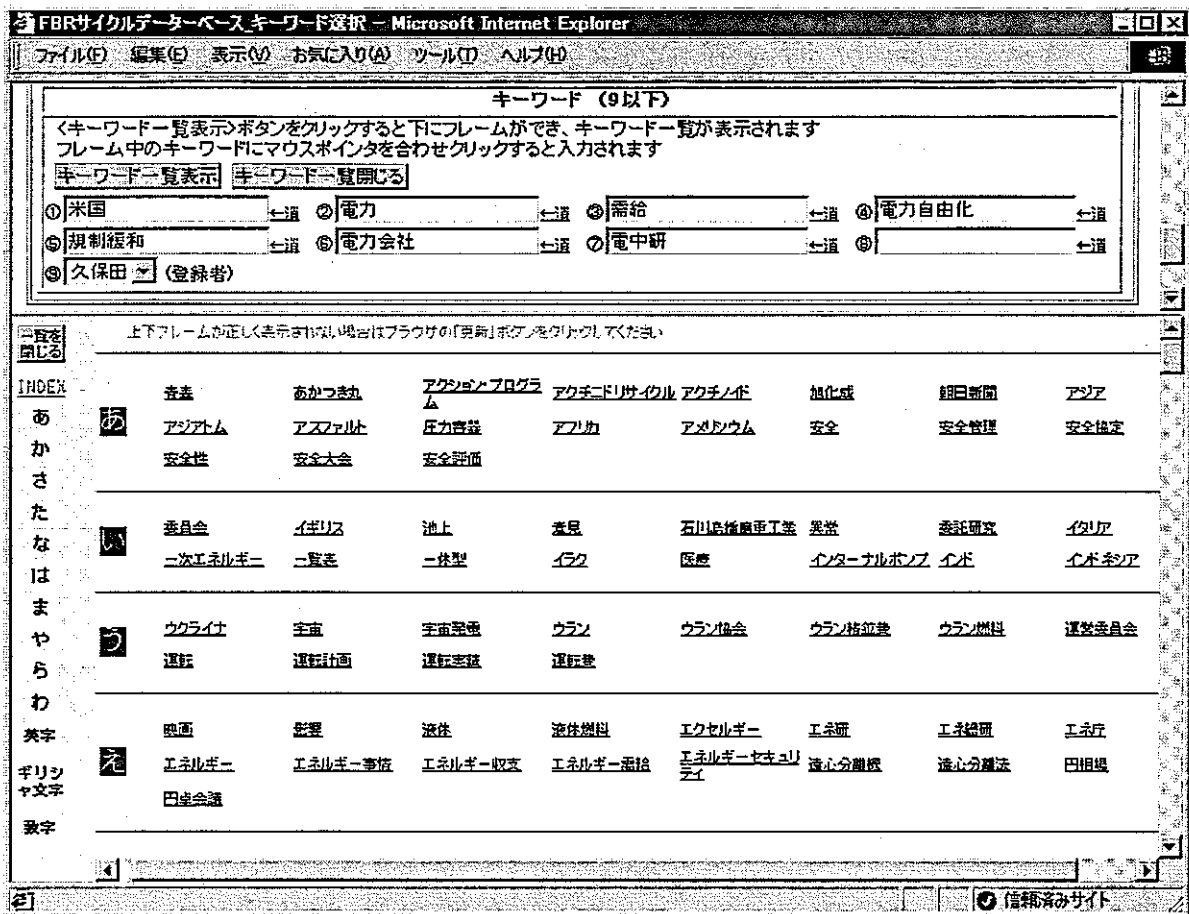 FBRサイクルデーターベース_キーワード選択 - Microsoft Internet Explorer
ファイル(F) 編集(E) 表示(V) お気に入り(A) ツール(T) ヘルプ(H)
キーワード (9以下)
<キーワード一覧表示>ボタンをクリックすると下にフレームができ、キーワード一覧が表示されます
フレーム中のキーワードにマウスポインタを合わせクリックすると入力されます
キーワード一覧表示 キーワード一覧閉じる
①米国 ←消 ②電力 ←消 ③需給 ←消 ④電力自由化 ←消
⑤規制緩和 ←消 ⑥電力会社 ←消 ⑦電中研 ←消 ⑧ ←消
⑨久保田 (登録者)
一覧を閉じる
上下フレームが正しく表示されない場合はブラウザの「更新」ボタンをクリックしてください
INDEX
あ
か
さ
た
な
は
ま
や
ら
わ
英字
ギリシャ文字
数字
あ
あかつき丸 アクションプログラム アクチニドリサイクル アクチノイド 旭化成 朝日新聞 アジア
アジアトム アスファルト 圧力容器 アフリカ アメリシウム 安全 安全管理 安全協定
安全性 安全大会 安全評価
い
委員会 イギリス 池上 意見 石川島播磨重工業 異常 委託研究 イタリア
一次エネルギー 一覧表 一体型 イラク 医療 インターナルポンプ インド インドネシア
う
ウクライナ 宇宙 宇宙発電 ウラン ウラン協会 ウラン核並巻 ウラン燃料 運営委員会
運転 運転計画 運転実績
え
映画 影響 液体 液体燃料 エクセルギー エネ研 エネ総研 エネ庁
エネルギー エネルギー事情 エネルギー収支 エネルギー需給 エネルギーセキュリティ 遠心分離機 遠心分離法 円相場
円卓会議
信頼済みサイト